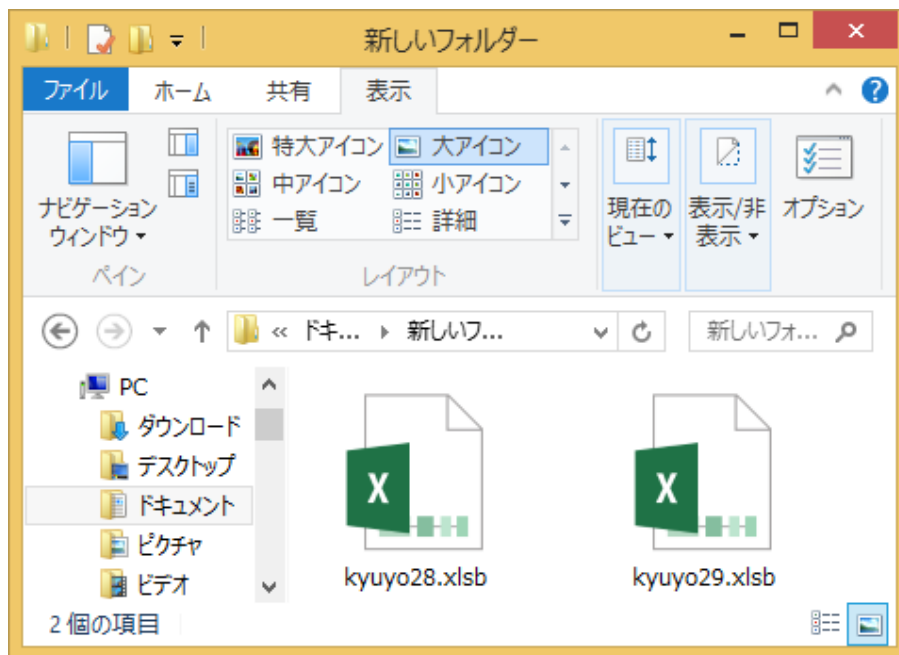 新しいフォルダー
ファイル ホーム 共有 表示
特大アイコン 大アイコン
中アイコン 小アイコン
一覧 詳細
ナビゲーション
ウィンドウ
現在の
ビュー
表示/非
表示
オプション
ペイン レイアウト
« ドキ... 新しいフ... 新しいフォ...
PC
ダウンロード
デスクトップ
ドキュメント
ピクチャ
ビデオ
X X
kyuyo28.xlsb kyuyo29.xlsb
2 個の項目